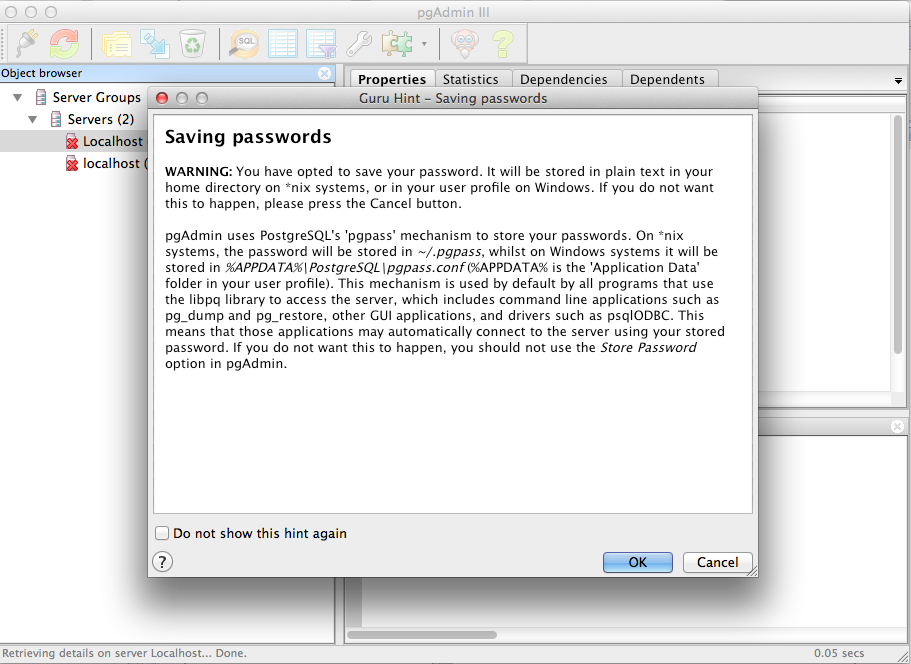 pgAdmin III
SQL
Object browser
Properties Statistics Dependencies Dependents
Server Groups
Servers (2)
Localhost
localhost (
Guru Hint – Saving passwords
Saving passwords
WARNING: You have opted to save your password. It will be stored in plain text in your
home directory on *nix systems, or in your user profile on Windows. If you do not want
this to happen, please press the Cancel button.
pgAdmin uses PostgreSQL's 'pgpass' mechanism to store your passwords. On *nix
systems, the password will be stored in ~/.pgpass, whilst on Windows systems it will be
stored in %APPDATA%\PostgreSQL\pgpass.conf (%APPDATA% is the 'Application Data'
folder in your user profile). This mechanism is used by default by all programs that use
the libpq library to access the server, which includes command line applications such as
pg_dump and pg_restore, other GUI applications, and drivers such as psqlODBC. This
means that those applications may automatically connect to the server using your stored
password. If you do not want this to happen, you should not use the Store Password
option in pgAdmin.
Do not show this hint again
? OK Cancel
Retrieving details on server Localhost... Done. 0.05 secs